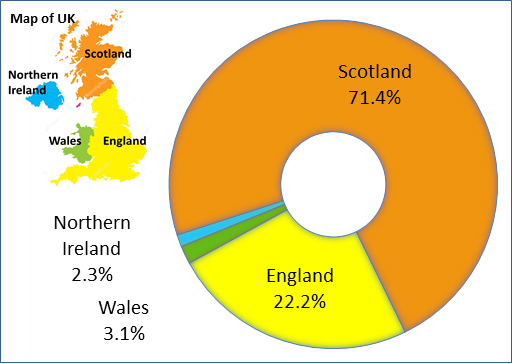 Map of UK
Scotland
Northern
Ireland
Wales
England
Scotland
71.4%
Northern
Ireland
2.3%
England
22.2%
Wales
3.1%